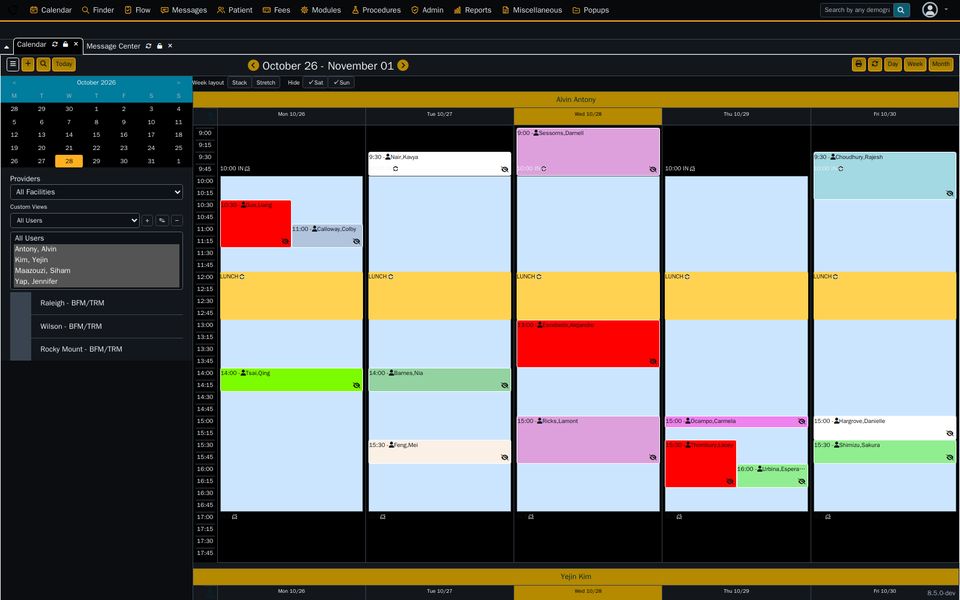 Calendar Finder Flow Messages Patient Fees Modules Procedures Admin Reports Miscellaneous Popups Search by any demogra
Calendar Message Center
Today October 26 - November 01 Day Week Month
October 2026
Week layout Stack Stretch Hide Sat Sun
M T W T F S S
28 29 30 1 2 3 4
5 6 7 8 9 10 11
12 13 14 15 16 17 18
19 20 21 22 23 24 25
26 27 28 29 30 31 1
Providers
All Facilities
Custom Views
All Users
All Users
Antony, Alvin
Kim, Yejin
Maazouzi, Siham
Yap, Jennifer
Raleigh - BFM/TRM
Wilson - BFM/TRM
Rocky Mount - BFM/TRM
Alvin Antony
Mon 10/26 Tue 10/27 Wed 10/28 Thu 10/29 Fri 10/30
9:00 9:00 - Sessoms,Darnell
9:15
9:30 9:30 - Nair,Kavya 9:30 - Choudhury,Rajesh
9:45 10:00 IN 10:00 IN 10:00 IN
10:00
10:15
10:30 10:30
10:45
11:00 11:00 - Calloway,Colby
11:15
11:30
11:45
12:00 LUNCH LUNCH LUNCH LUNCH LUNCH
12:15
12:30
12:45
13:00 13:00 - Escobedo,Alejandro
13:15
13:30
13:45
14:00 14:00 - Tsai,Qing 14:00 - Barnes,Nia
14:15
14:30
14:45
15:00 15:00 - Ricks,Lamont 15:00 - Ocampo,Carmela 15:00 - Hargrove,Danielle
15:15
15:30 15:30 - Feng,Mei 15:30 15:30 - Shimizu,Sakura
15:45
16:00 16:00 - Urbina,Espera···
16:15
16:30
16:45
17:00
17:15
17:30
17:45
Yejin Kim
Mon 10/26 Tue 10/27 Wed 10/28 Thu 10/29 Fri 10/30
8.5.0-dev